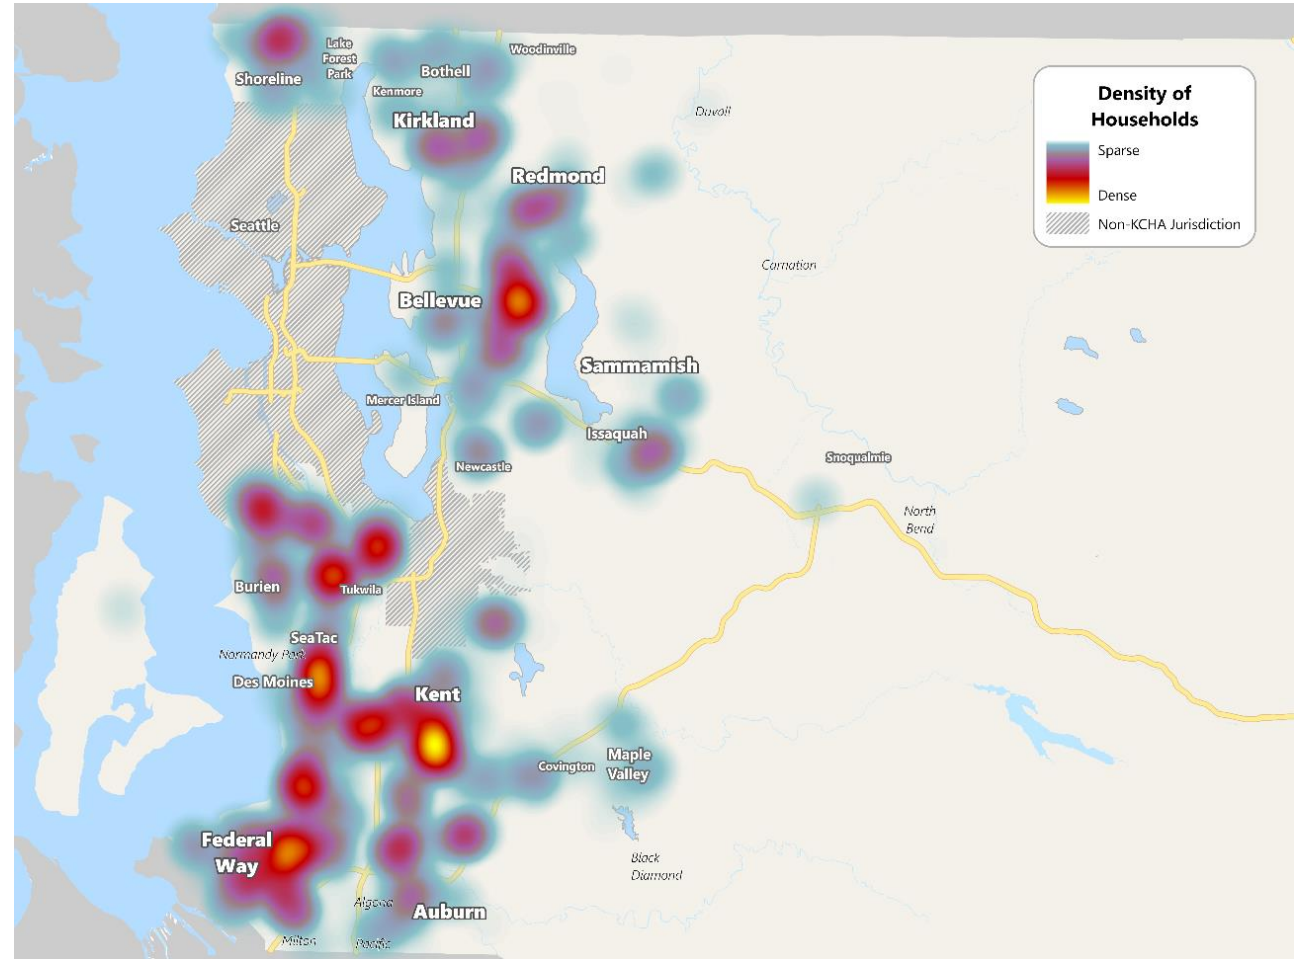 Lake
Forest
Park
Woodinville
Bothell
Shoreline
Kenmore
Kirkland
Duvall
Density of
Households
Sparse
Dense
Non-KCHA Jurisdiction
Redmond
Seattle
Carnation
Bellevue
Sammamish
Mercer Island
Issaquah
Newcastle
Snoqualmie
North
Bend
Burien
Tukwila
SeaTac
Normandy Park
Des Moines
Kent
Covington
Maple
Valley
Federal
Way
Black
Diamond
Algona
Auburn
Milton
Pacific